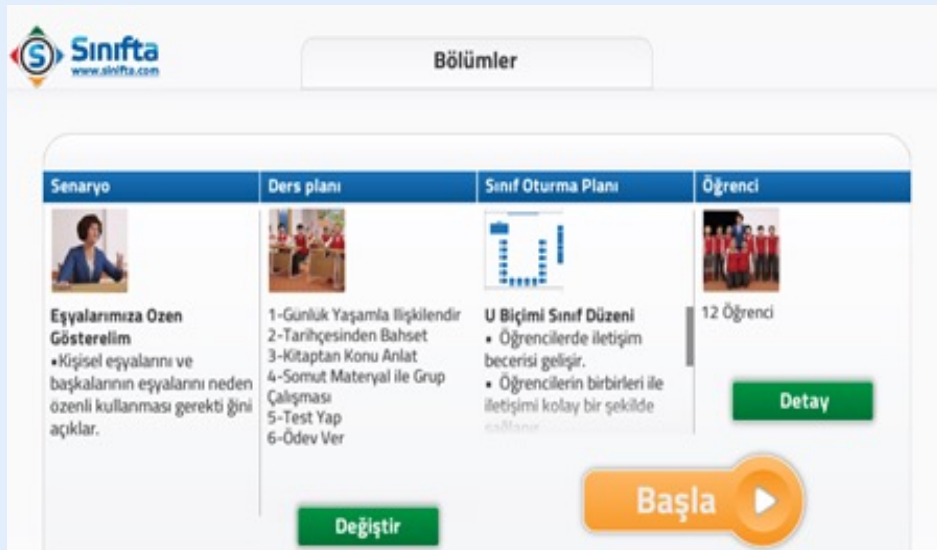 Sınıfta
www.sinifta.com
Bölümler
Senaryo
Eşyalarımıza Ozen
Gösterelim
•Kişisel eşyalarını ve
başkalarının eşyalarını neden
özenli kullanması gerekti ğini
açıklar.
Ders planı
1-Günlük Yaşamla Ilişkilendir
2-Tarihçesinden Bahset
3-Kitaptan Konu Anlat
4-Somut Materyal ile Grup
Çalışması
5-Test Yap
6-Ödev Ver
Değiştir
Sınıf Oturma Planı
U Biçimi Sınıf Düzeni
• Öğrencilerde iletişim
becerisi gelişir.
• Öğrencilerin birbirleri ile
iletişimi kolay bir şekilde
Öğrenci
12 Öğrenci
Detay
Başla